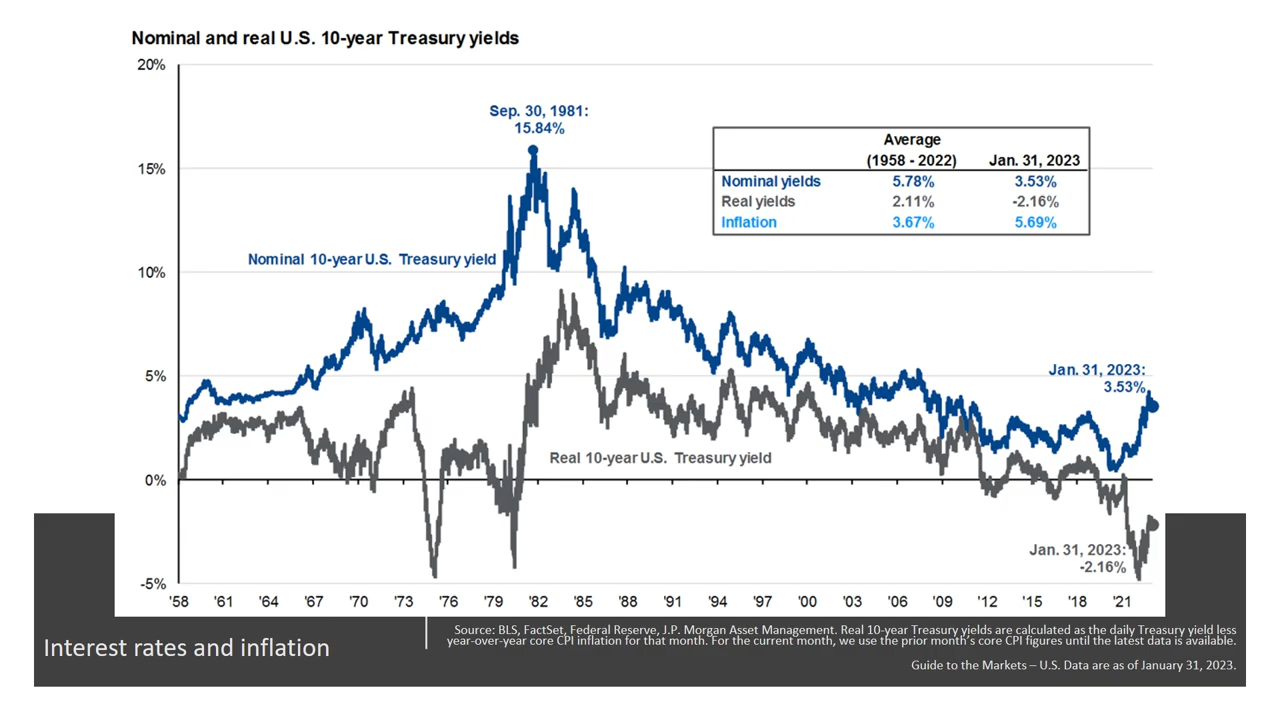 Nominal and real U.S. 10-year Treasury yields
20%
15%
10%
5%
0%
-5%
Sep. 30, 1981:
15.84%
Average
(1958 - 2022) Jan. 31, 2023
Nominal yields 5.78% 3.53%
Real yields 2.11% -2.16%
Inflation 3.67% 5.69%
Nominal 10-year U.S. Treasury yield
Jan. 31, 2023:
3.53%
Real 10-year U.S. Treasury yield
Jan. 31, 2023:
-2.16%
'58 '61 '64 '67 '70 '73 '76 '79 '82 '85 '88 '91 '94 '97 '00 '03 '06 '09 '12 '15 '18 '21
Interest rates and inflation
Source: BLS, FactSet, Federal Reserve, J.P. Morgan Asset Management. Real 10-year Treasury yields are calculated as the daily Treasury yield less
year-over-year core CPI inflation for that month. For the current month, we use the prior month's core CPI figures until the latest data is available.
Guide to the Markets – U.S. Data are as of January 31, 2023.